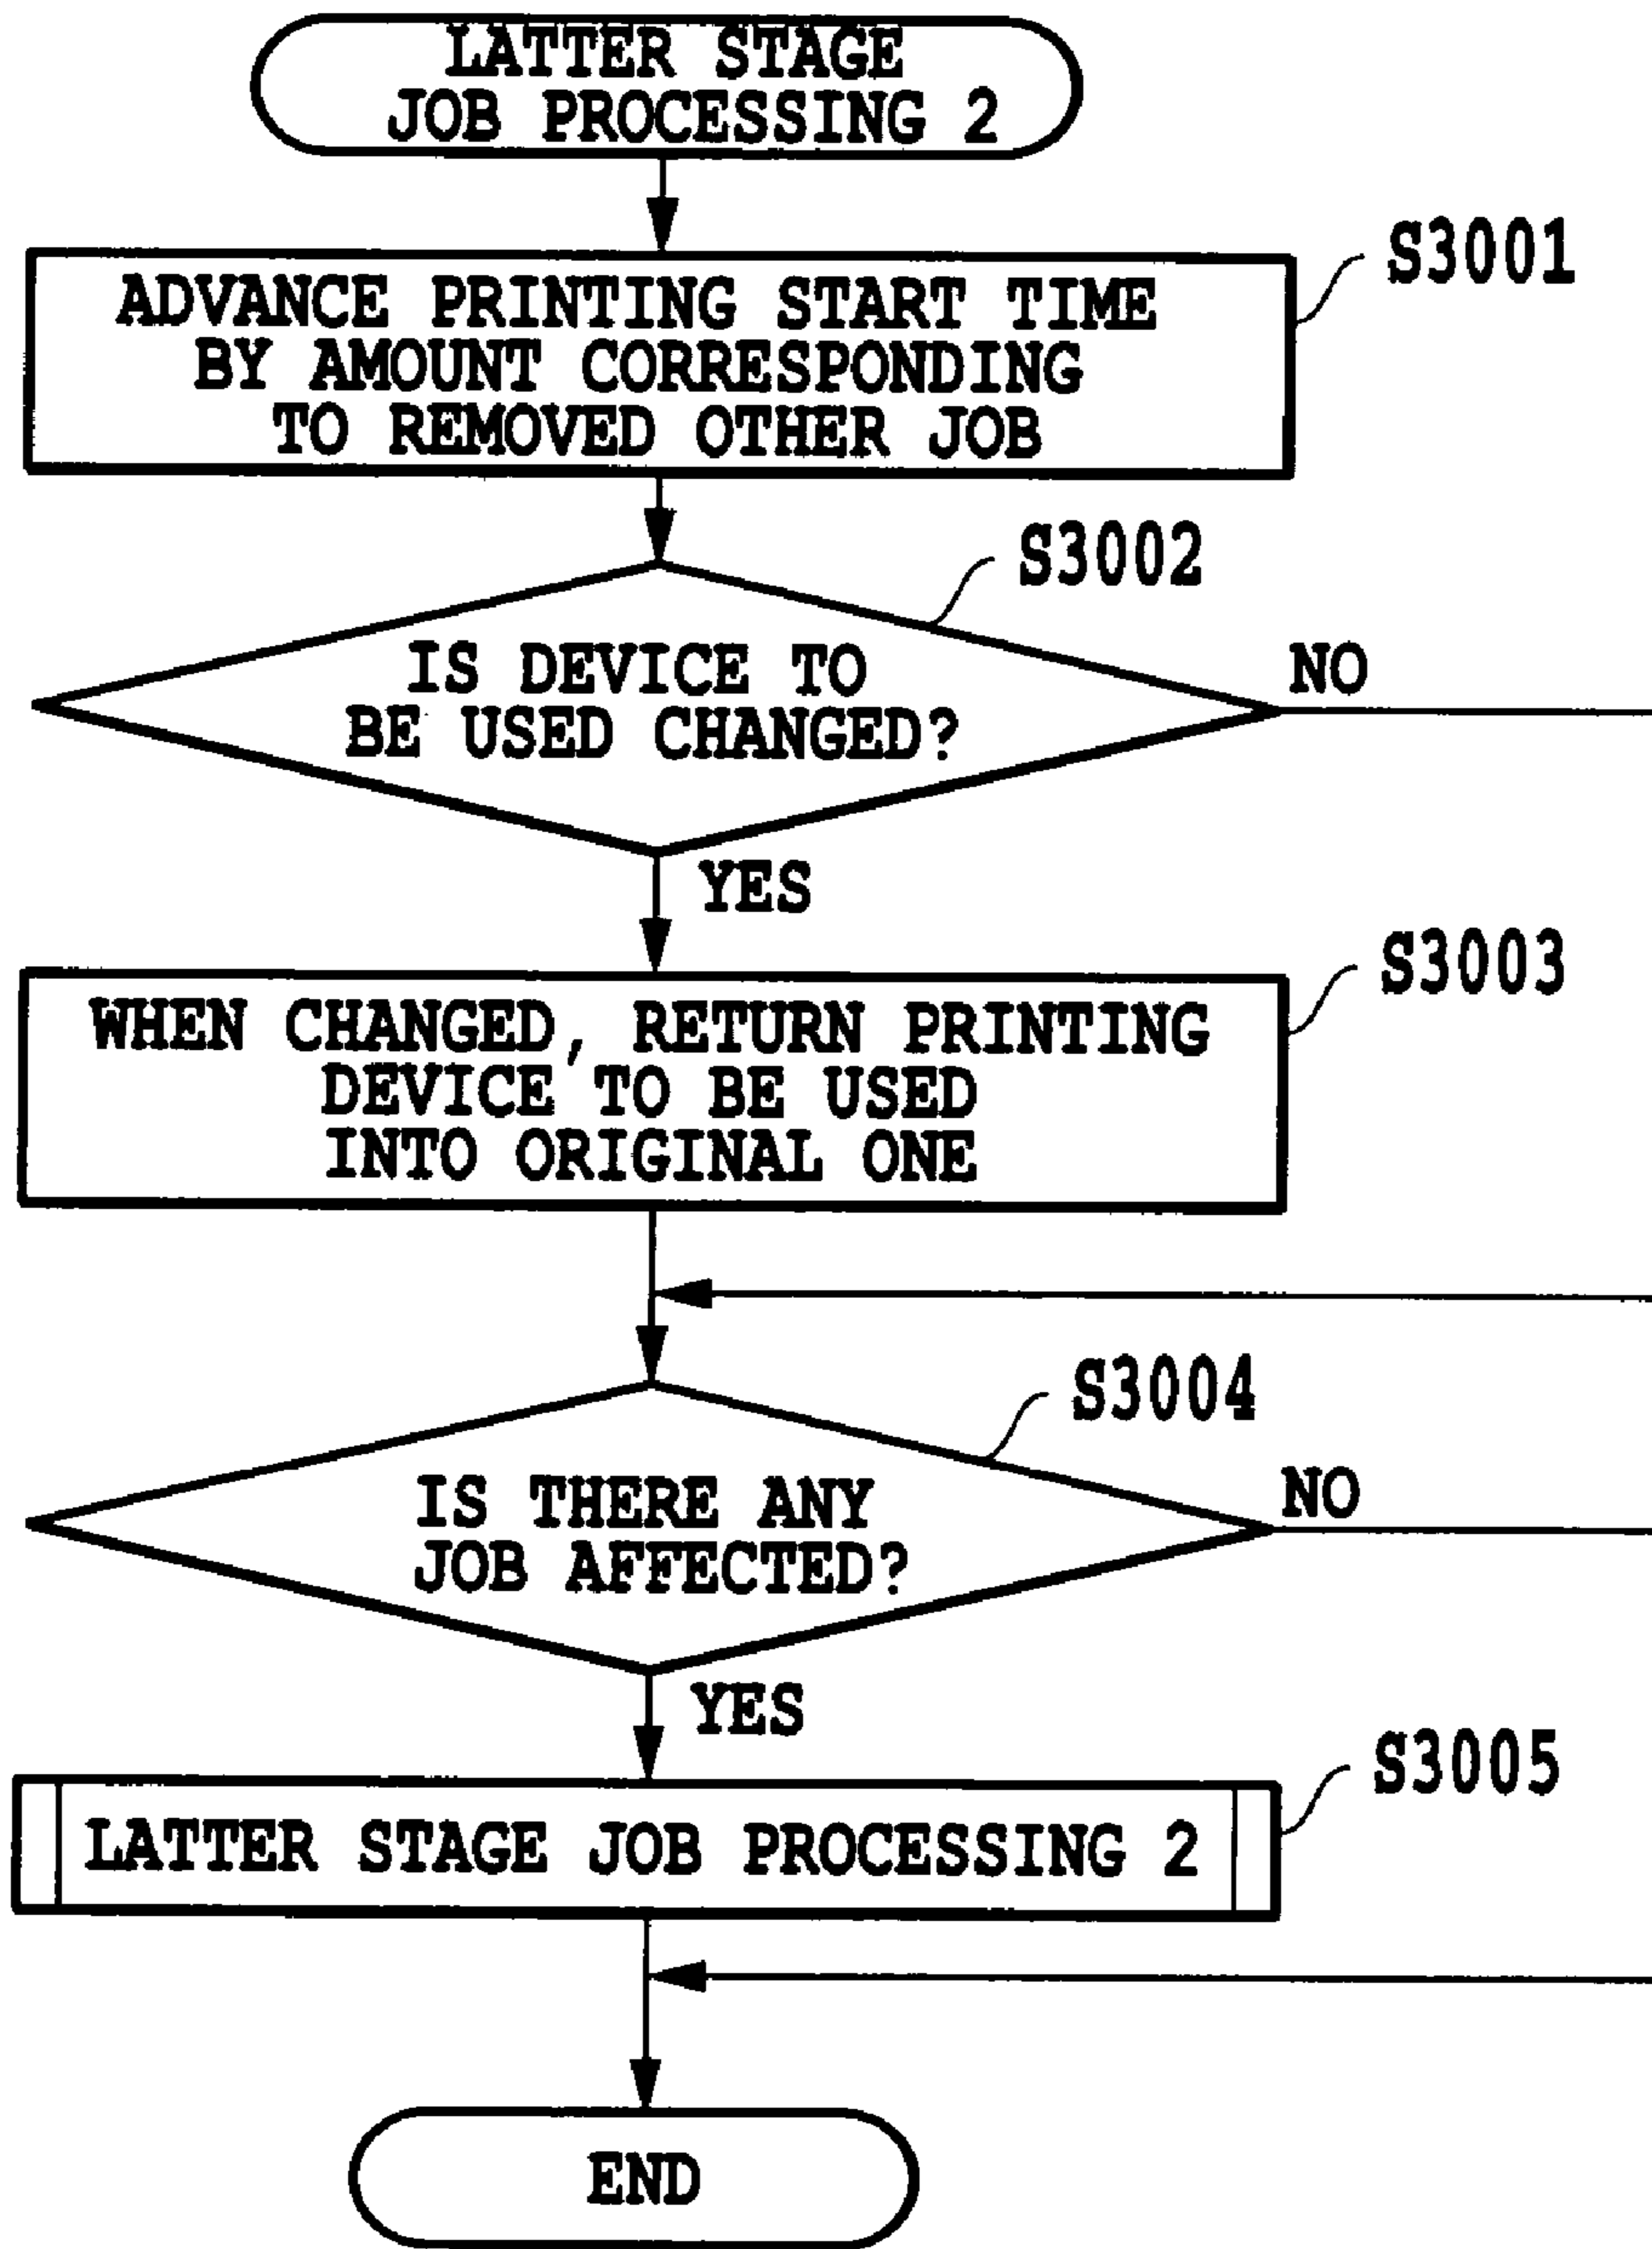 LATTER STAGE
JOB PROCESSING 2
S3001
ADVANCE PRINTING START TIME
BY AMOUNT CORRESPONDING
TO REMOVED OTHER JOB
S3002
IS DEVICE TO
BE USED CHANGED?
NO
YES
S3003
WHEN CHANGED, RETURN PRINTING
DEVICE TO BE USED
INTO ORIGINAL ONE
S3004
IS THERE ANY
JOB AFFECTED?
NO
YES
S3005
LATTER STAGE JOB PROCESSING 2
END